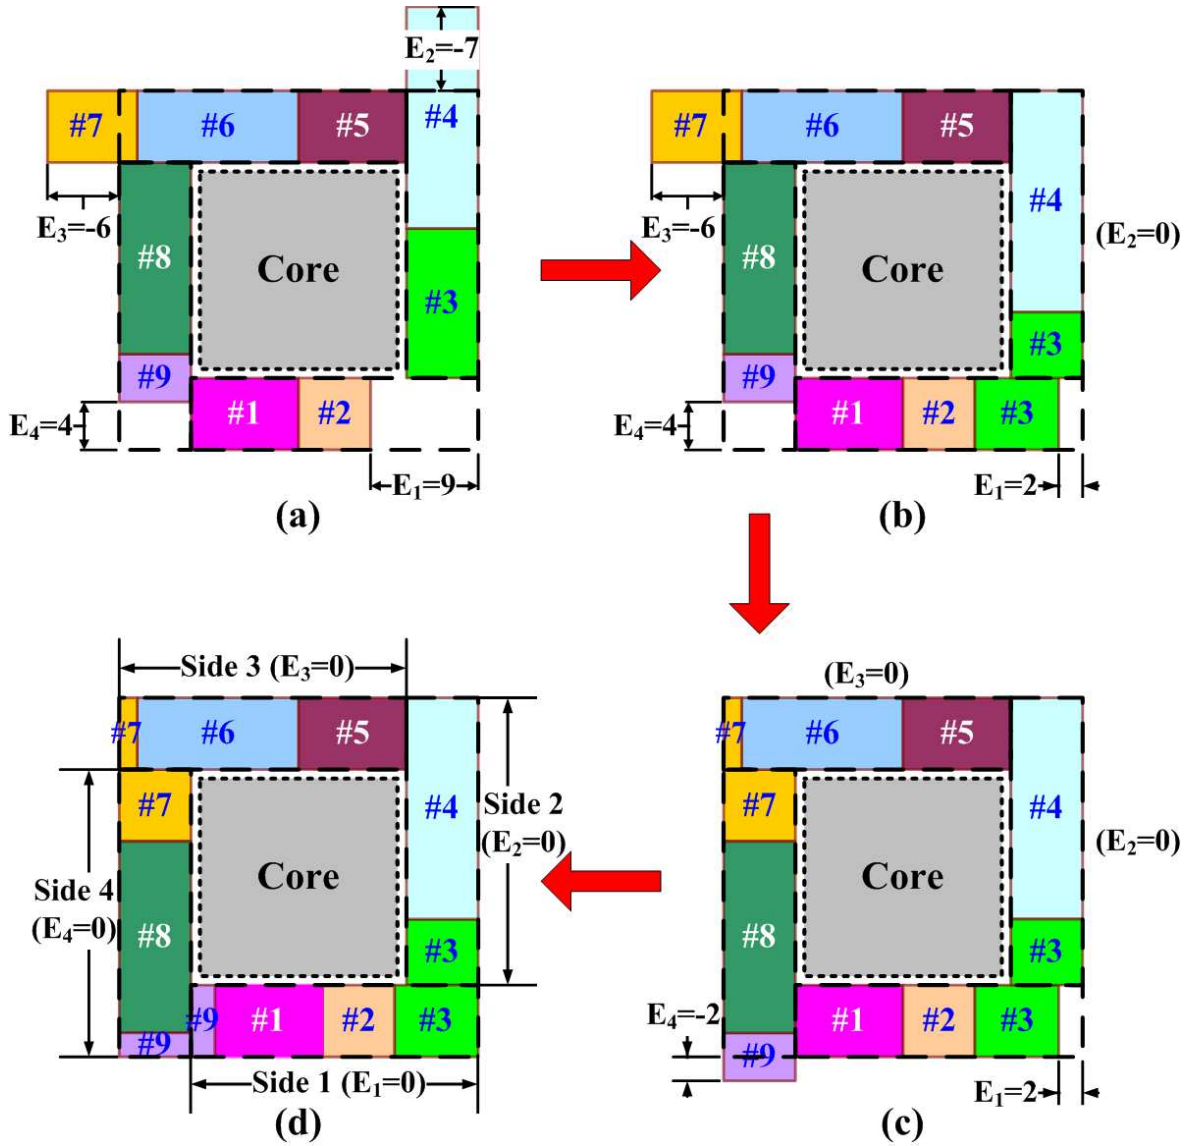 E₂=-7
#7
#6
#5
#4
E₃=-6
#8
Core
#3
#9
E₄=4
#1
#2
E₁=9
(a)
#7
#6
#5
#4
E₃=-6
(E₂=0)
#8
Core
#3
#9
E₄=4
#1
#2
#3
E₁=2
(b)
Side 3 (E₃=0)
#7
#6
#5
#7
#4
Side 2
(E₂=0)
Core
Side 4
(E₄=0)
#8
#3
#9
#9
#1
#2
#3
Side 1 (E₁=0)
(d)
(E₃=0)
#7
#6
#5
#7
#4
(E₂=0)
Core
#8
#3
E₄=-2
#9
#1
#2
#3
E₁=2
(c)